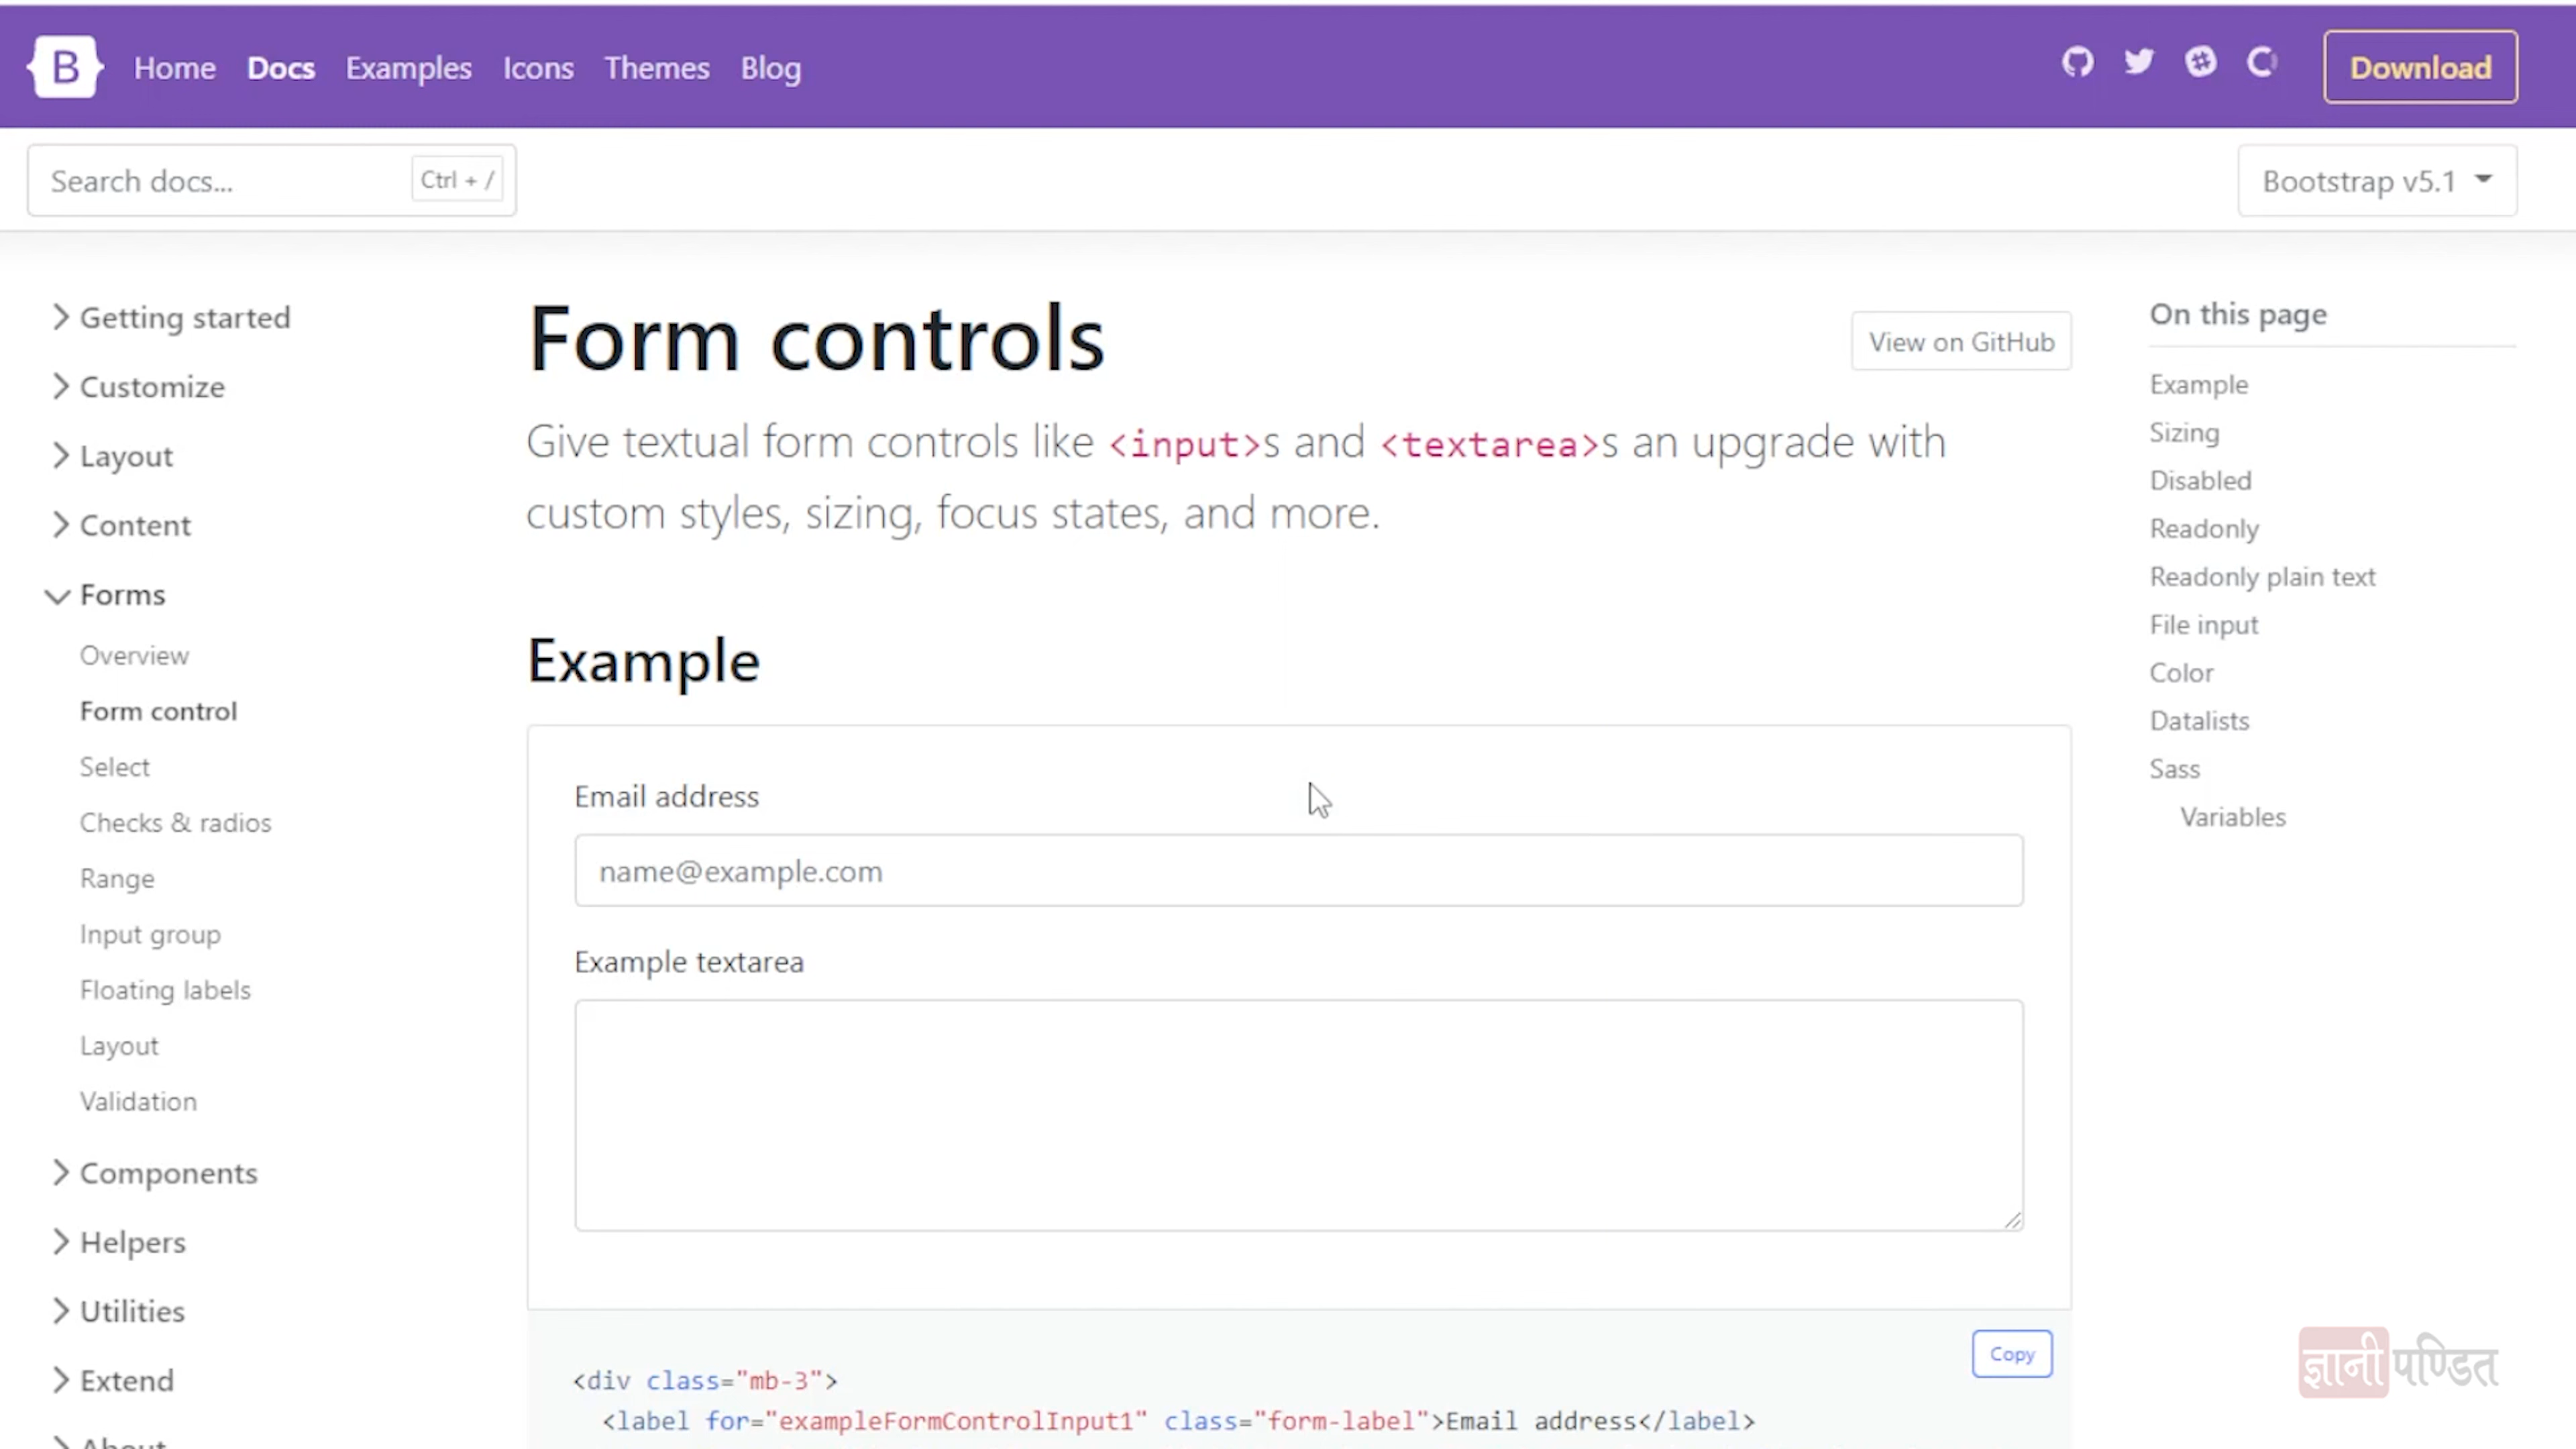 B Home Docs Examples Icons Themes Blog
Download
Search docs... Ctrl + /
Bootstrap v5.1
Getting started
Customize
Layout
Content
Forms
Overview
Form control
Select
Checks & radios
Range
Input group
Floating labels
Layout
Validation
Components
Helpers
Utilities
Extend
About
Form controls
View on GitHub
Give textual form controls like <input>s and <textarea>s an upgrade with
custom styles, sizing, focus states, and more.
Example
Email address
name@example.com
Example textarea
Copy
<div class="mb-3">
<label for="exampleFormControlInput1" class="form-label">Email address</label>
On this page
Example
Sizing
Disabled
Readonly
Readonly plain text
File input
Color
Datalists
Sass
Variables
ज्ञानी पण्डित